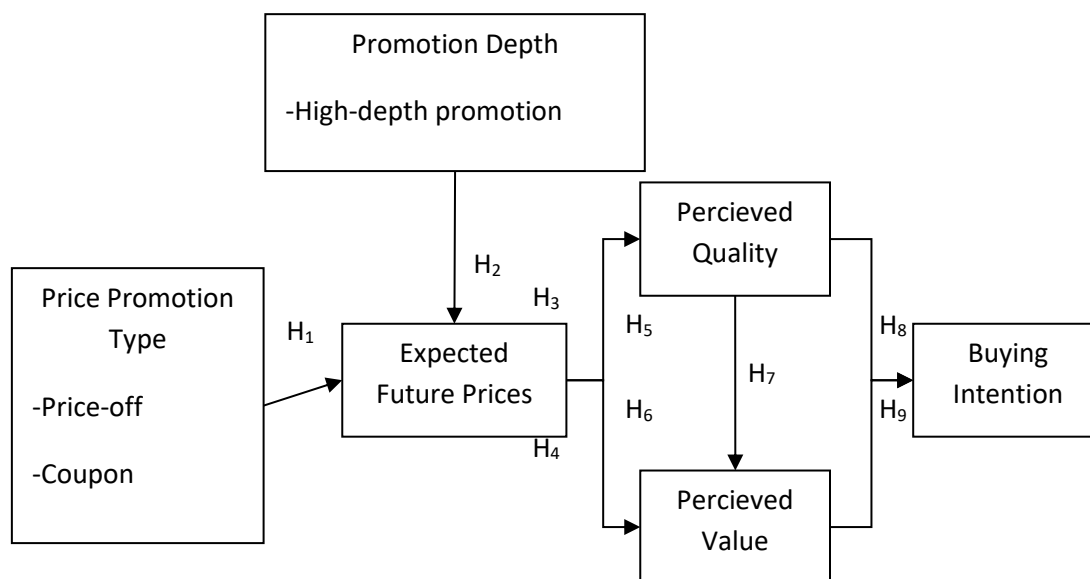 Promotion Depth
-High-depth promotion
Percieved
Quality
H₂
Price Promotion
Type
-Price-off
-Coupon
H₁
H₃
Expected
Future Prices
H₄
H₅
H₆
H₇
H₈
H₉
Buying
Intention
Percieved
Value